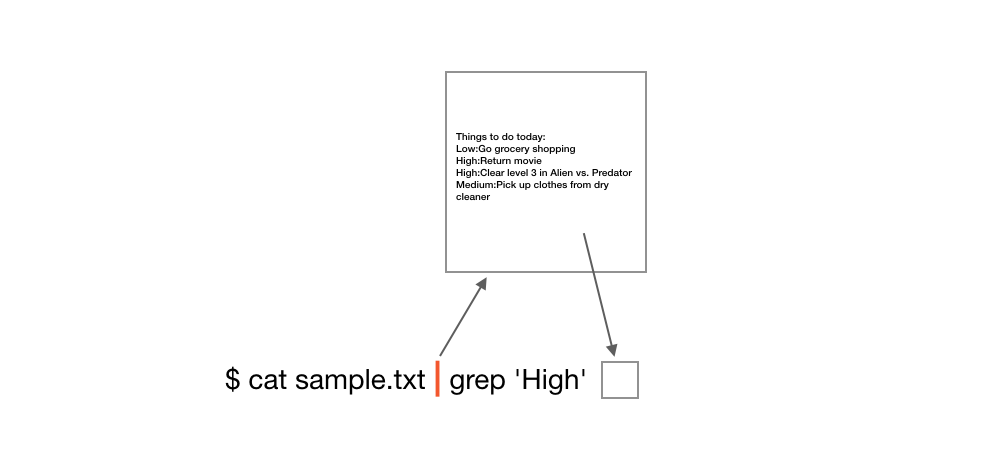 Things to do today:
Low:Go grocery shopping
High:Return movie
High:Clear level 3 in Alien vs. Predator
Medium:Pick up clothes from dry
cleaner
$ cat sample.txt | grep 'High'